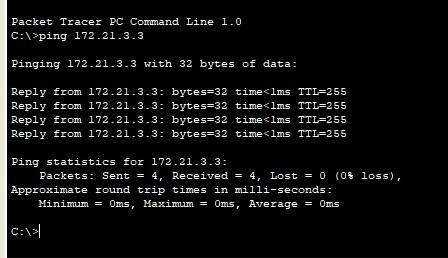 Packet Tracer PC Command Line 1.0
C:\>ping 172.21.3.3
Pinging 172.21.3.3 with 32 bytes of data:
Reply from 172.21.3.3: bytes=32 time<1ms TTL=255
Reply from 172.21.3.3: bytes=32 time<1ms TTL=255
Reply from 172.21.3.3: bytes=32 time<1ms TTL=255
Reply from 172.21.3.3: bytes=32 time<1ms TTL=255
Ping statistics for 172.21.3.3:
Packets: Sent = 4, Received = 4, Lost = 0 (0% loss),
Approximate round trip times in milli-seconds:
Minimum = 0ms, Maximum = 0ms, Average = 0ms
C:\>